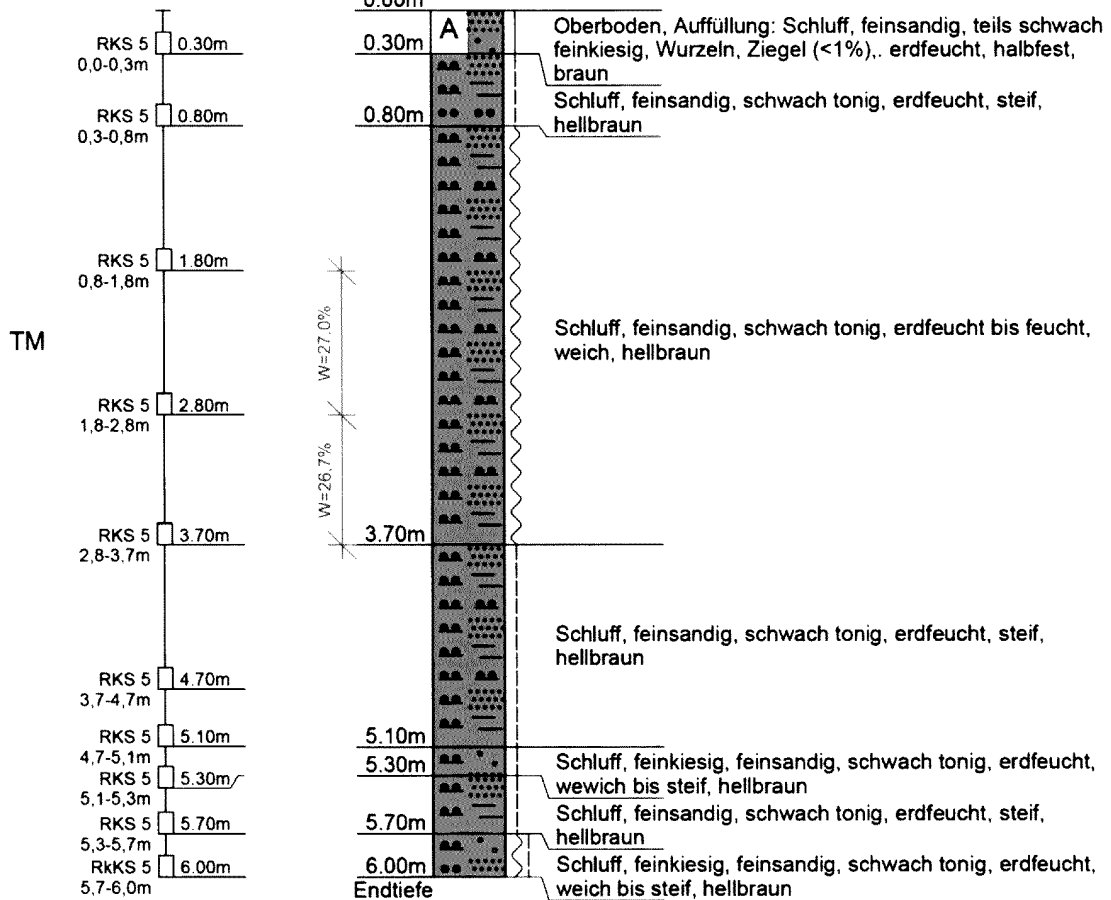 0.00m
A
Oberboden, Auffüllung: Schluff, feinsandig, teils schwach
feinkiesig, Wurzeln, Ziegel (<1%),. erdfeucht, halbfest,
braun
RKS 5 0.30m
0,0-0,3m
0.30m
Schluff, feinsandig, schwach tonig, erdfeucht, steif,
hellbraun
RKS 5 0.80m
0,3-0,8m
0.80m
RKS 5 1.80m
0,8-1,8m
W=27.0%
TM
Schluff, feinsandig, schwach tonig, erdfeucht bis feucht,
weich, hellbraun
RKS 5 2.80m
1,8-2,8m
W=26.7%
RKS 5 3.70m
2,8-3,7m
3.70m
Schluff, feinsandig, schwach tonig, erdfeucht, steif,
hellbraun
RKS 5 4.70m
3,7-4,7m
RKS 5 5.10m
4,7-5,1m
5.10m
Schluff, feinkiesig, feinsandig, schwach tonig, erdfeucht,
wewich bis steif, hellbraun
RKS 5 5.30m
5,1-5,3m
5.30m
Schluff, feinsandig, schwach tonig, erdfeucht, steif,
hellbraun
RKS 5 5.70m
5,3-5,7m
5.70m
Schluff, feinkiesig, feinsandig, schwach tonig, erdfeucht,
weich bis steif, hellbraun
RkKS 5 6.00m
5,7-6,0m
6.00m
Endtiefe